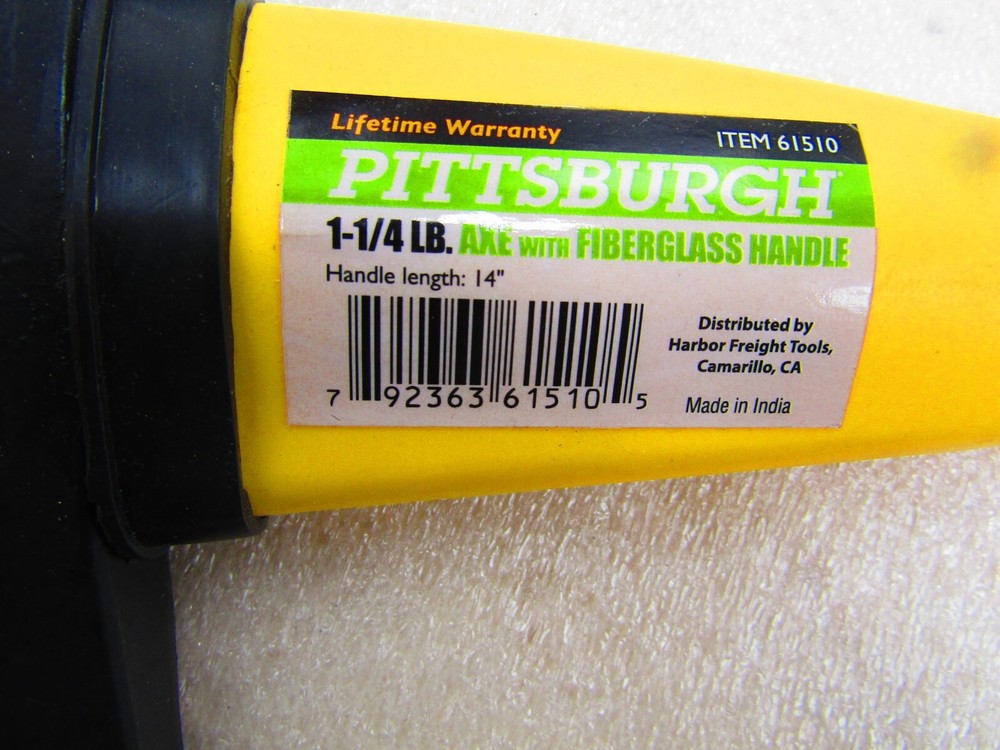 Lifetime Warranty ITEM 61510
PITTSBURGH
1-1/4 LB. AXE WITH FIBERGLASS HANDLE
Handle length: 14"
Distributed by
Harbor Freight Tools,
Camarillo, CA
Made in India
7 92363 61510 5